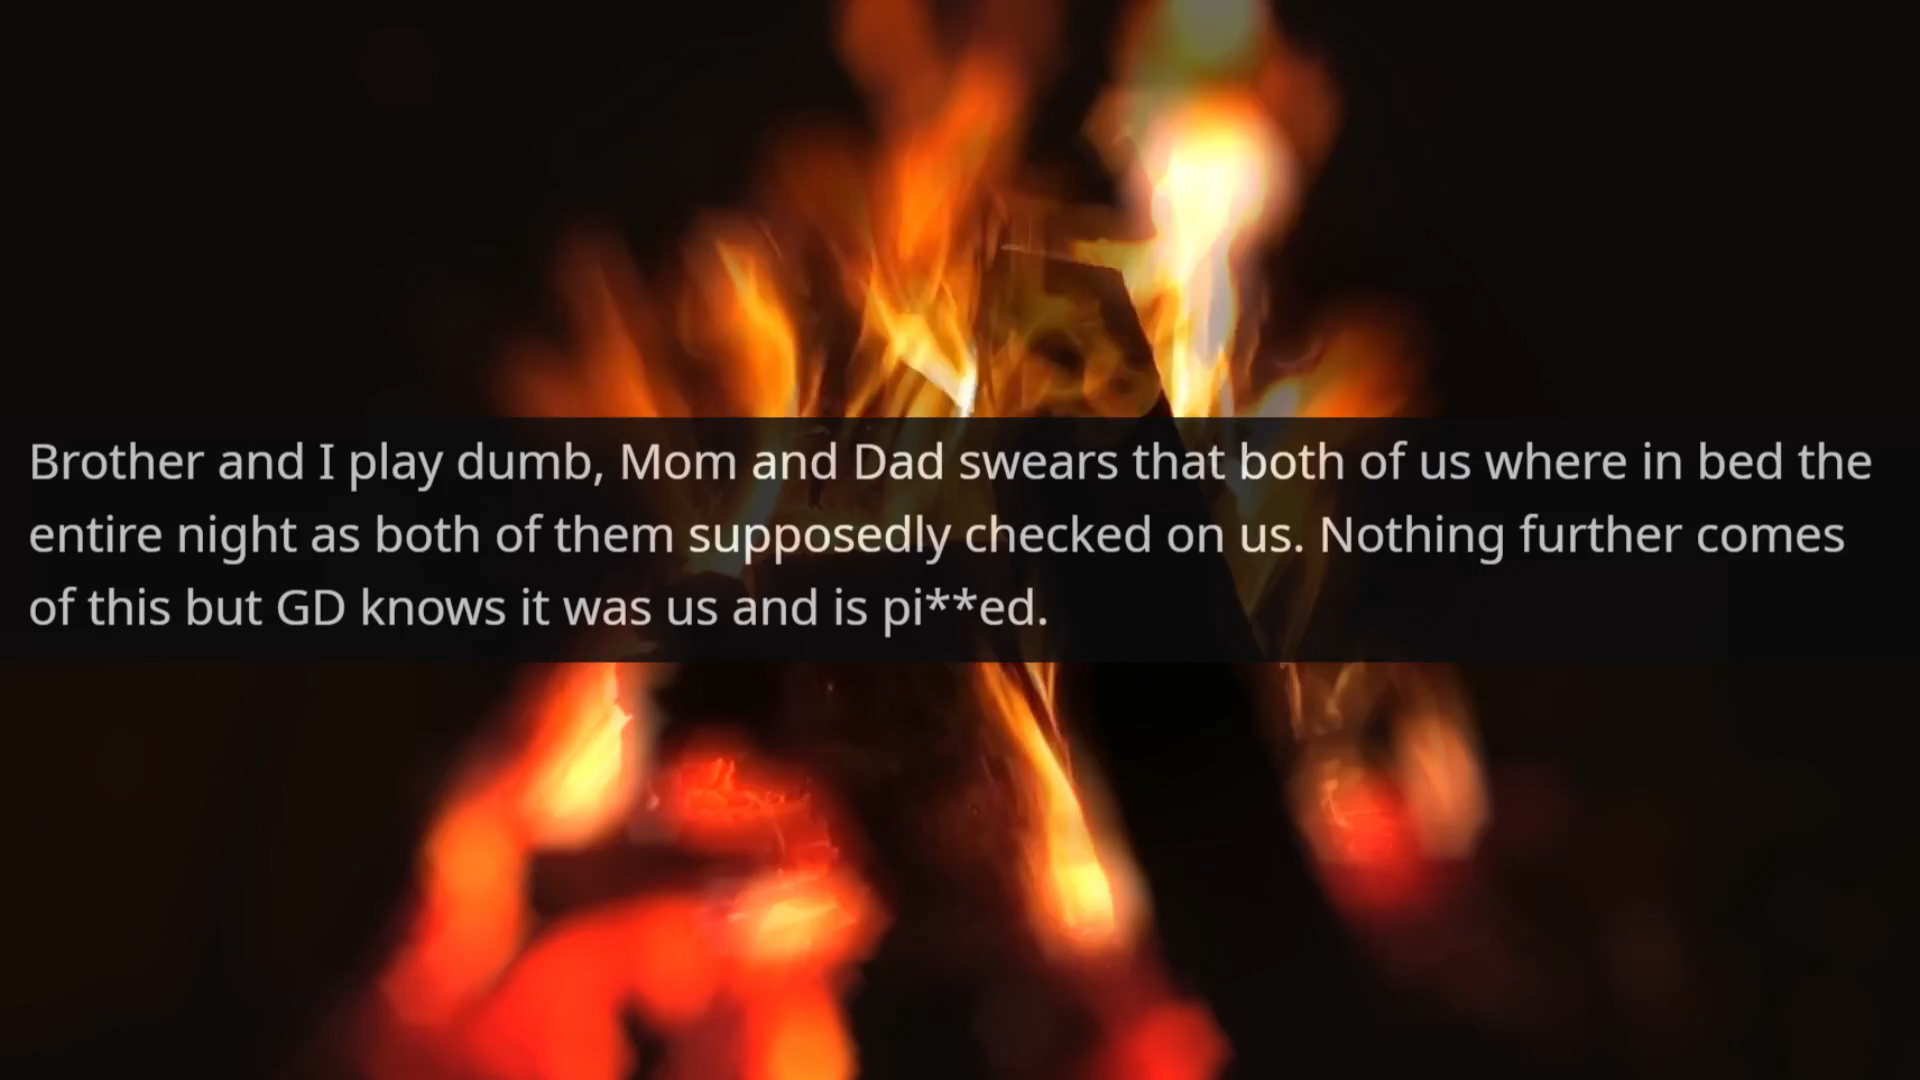 Brother and I play dumb, Mom and Dad swears that both of us where in bed the
entire night as both of them supposedly checked on us. Nothing further comes
of this but GD knows it was us and is pi**ed.